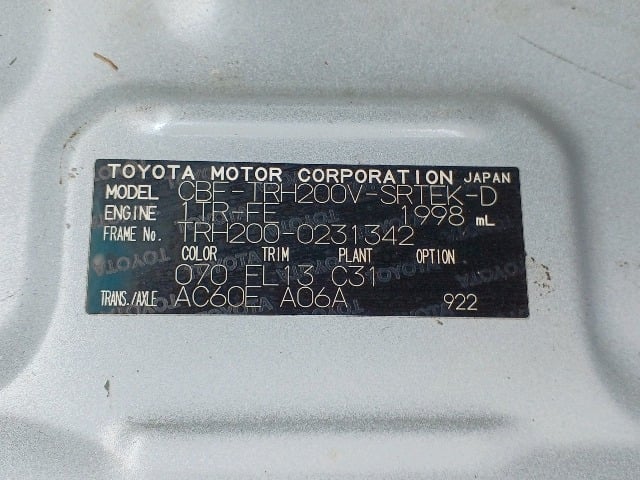 TOYOTA MOTOR CORPORATION JAPAN
MODEL CBF-TRH200V-SRTEK-D
ENGINE 1TR-FE 1998 mL
FRAME No. TRH200-0231342
COLOR TRIM PLANT OPTION
070 FL13 C31
TRANS./AXLE AC60E A06A 922